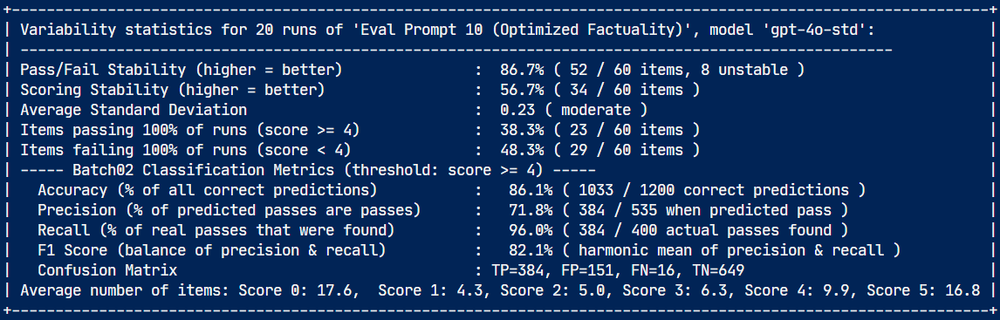 +--------------------------------------------------------------------------------------------------------------+
| Variability statistics for 20 runs of 'Eval Prompt 10 (Optimized Factuality)', model 'gpt-4o-std': |
| --------------------------------------------------------------------------------------------------- |
| Pass/Fail Stability (higher = better) : 86.7% ( 52 / 60 items, 8 unstable ) |
| Scoring Stability (higher = better) : 56.7% ( 34 / 60 items ) |
| Average Standard Deviation : 0.23 ( moderate ) |
| Items passing 100% of runs (score >= 4) : 38.3% ( 23 / 60 items ) |
| Items failing 100% of runs (score < 4) : 48.3% ( 29 / 60 items ) |
| ----- Batch02 Classification Metrics (threshold: score >= 4) ----- |
| Accuracy (% of all correct predictions) : 86.1% ( 1033 / 1200 correct predictions ) |
| Precision (% of predicted passes are passes) : 71.8% ( 384 / 535 when predicted pass ) |
| Recall (% of real passes that were found) : 96.0% ( 384 / 400 actual passes found ) |
| F1 Score (balance of precision & recall) : 82.1% ( harmonic mean of precision & recall ) |
| Confusion Matrix : TP=384, FP=151, FN=16, TN=649 |
| Average number of items: Score 0: 17.6, Score 1: 4.3, Score 2: 5.0, Score 3: 6.3, Score 4: 9.9, Score 5: 16.8 |
+--------------------------------------------------------------------------------------------------------------+